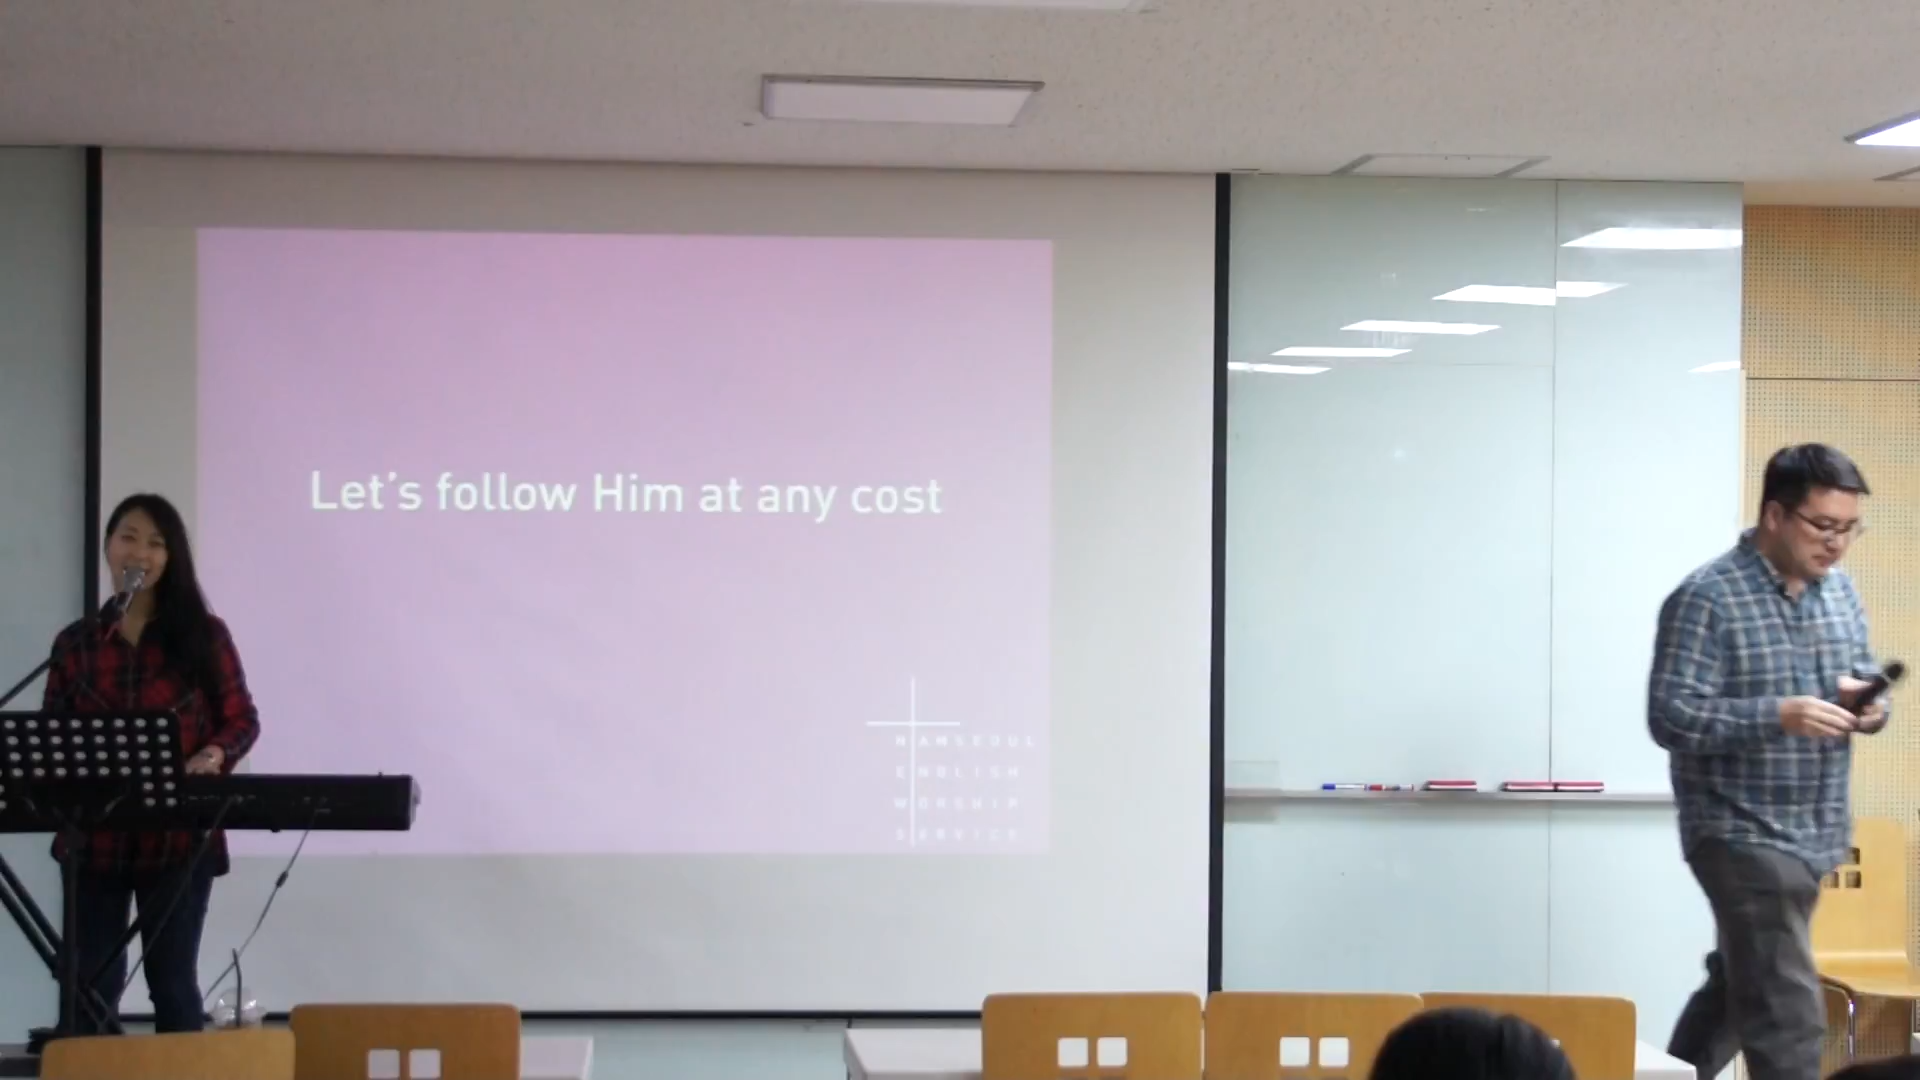 Let's follow Him at any cost
NAMSEOUL
ENGLISH
WORSHIP
SERVICE